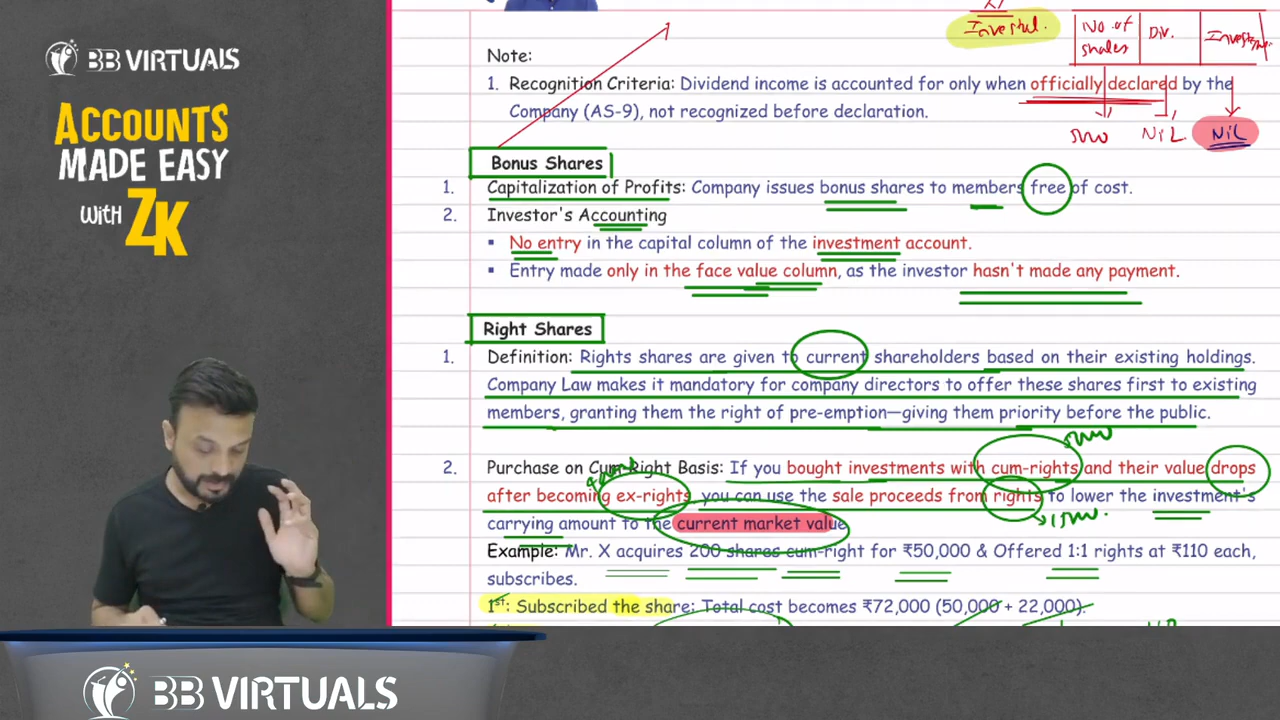 BB VIRTUALS
ACCOUNTS
MADE EASY
with ZK
Investul.
No of shares
Div.
Note:
1. Recognition Criteria: Dividend income is accounted for only when officially declared by the
Company (AS-9), not recognized before declaration.
NiL
NiL
Bonus Shares
1. Capitalization of Profits: Company issues bonus shares to members free of cost.
2. Investor's Accounting
▪ No entry in the capital column of the investment account.
▪ Entry made only in the face value column, as the investor hasn't made any payment.
Right Shares
1. Definition: Rights shares are given to current shareholders based on their existing holdings.
Company Law makes it mandatory for company directors to offer these shares first to existing
members, granting them the right of pre-emption—giving them priority before the public.
2. Purchase on Cum-Right Basis: If you bought investments with cum-rights and their value drops
after becoming ex-rights, you can use the sale proceeds from rights to lower the investment's
carrying amount to the current market value
Example: Mr. X acquires 200 shares cum-right for ₹50,000 & Offered 1:1 rights at ₹110 each,
subscribes.
1st: Subscribed the share: Total cost becomes ₹72,000 (50,000 + 22,000).
BB VIRTUALS